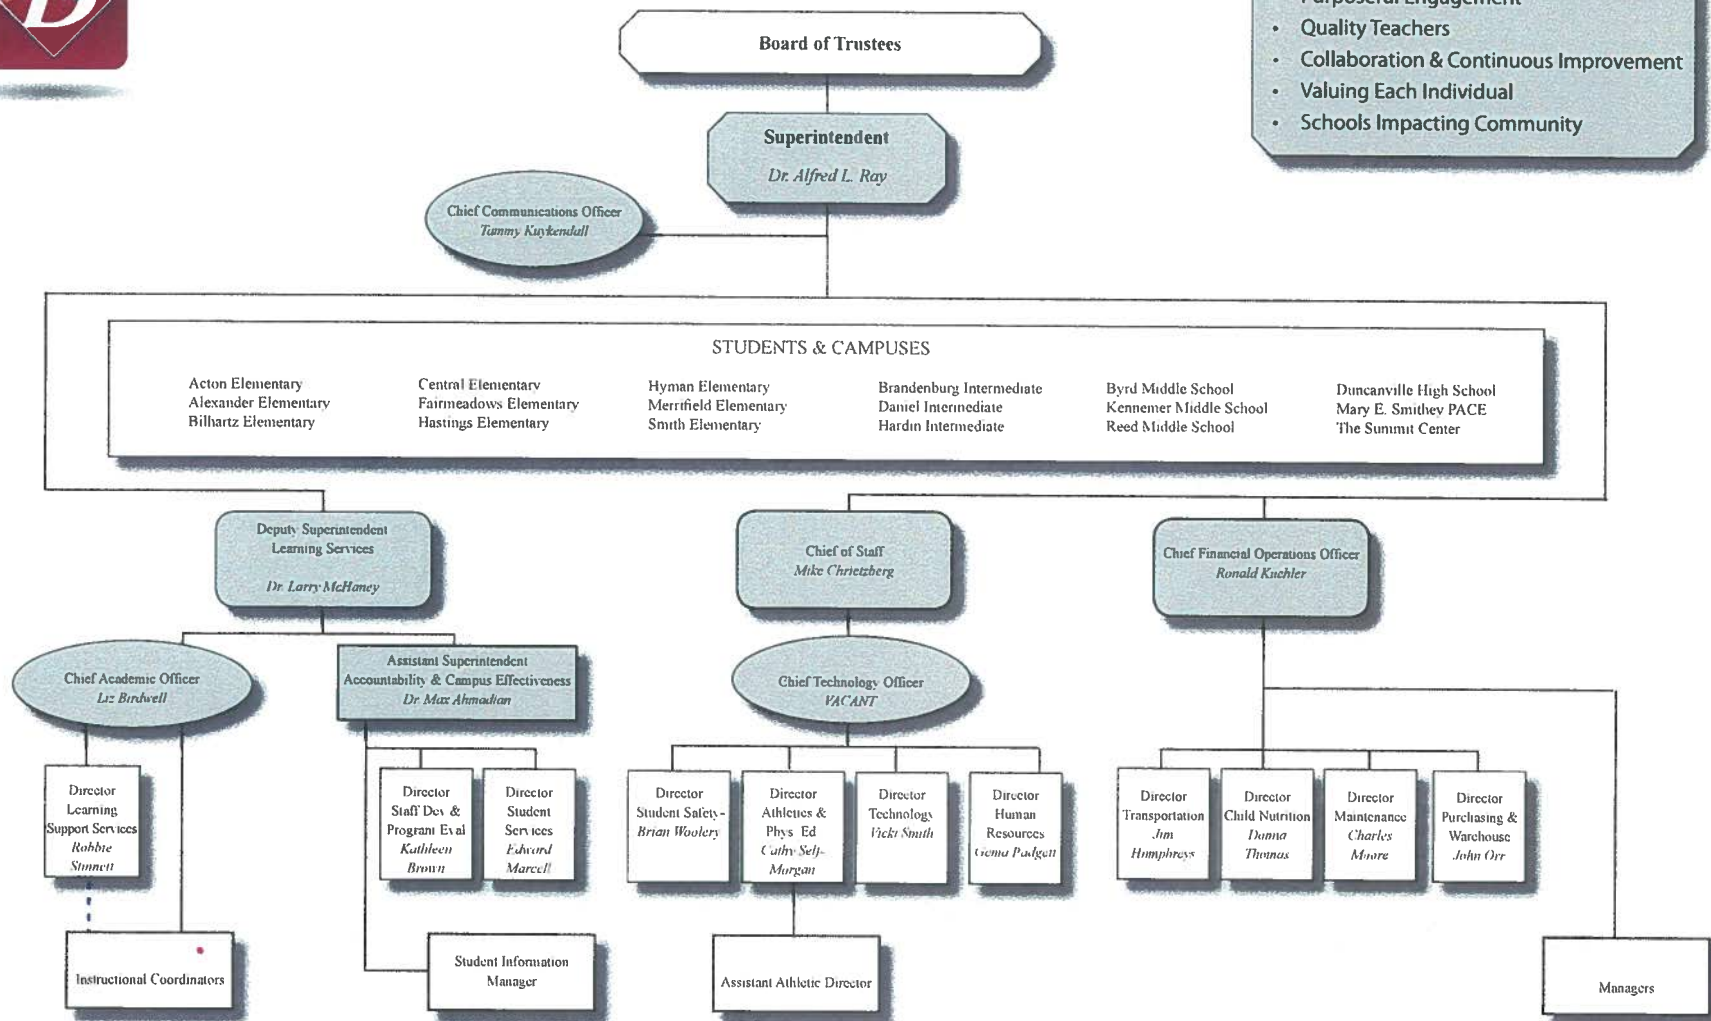 D
Purposeful Engagement
• Quality Teachers
• Collaboration & Continuous Improvement
• Valuing Each Individual
• Schools Impacting Community
Board of Trustees
Superintendent
Dr. Alfred L. Ray
Chief Communications Officer
Tammy Kuykendall
STUDENTS & CAMPUSES
Acton Elementary
Alexander Elementary
Bilhartz Elementary
Central Elementary
Fairmeadows Elementary
Hastings Elementary
Hyman Elementary
Merrifield Elementary
Smith Elementary
Brandenburg Intermediate
Daniel Intermediate
Hardin Intermediate
Byrd Middle School
Kennemer Middle School
Reed Middle School
Duncanville High School
Mary E. Smithey PACE
The Summit Center
Deputy Superintendent
Learning Services
Dr. Larry McHaney
Chief of Staff
Mike Chrietzberg
Chief Financial Operations Officer
Ronald Kuehler
Chief Academic Officer
Liz Birdwell
Assistant Superintendent
Accountability & Campus Effectiveness
Dr. Max Ahmadian
Chief Technology Officer
VACANT
Director
Learning
Support Services
Robbie
Stinnett
Director
Staff Dev &
Program Eval
Kathleen
Brown
Director
Student
Services
Edward
Marcell
Director
Student Safety-
Brian Woolery
Director
Athletics &
Phys Ed
Cathy Self-
Morgan
Director
Technology
Vicki Smith
Director
Human
Resources
Gema Padgett
Director
Transportation
Jim
Humphreys
Director
Child Nutrition
Donna
Thomas
Director
Maintenance
Charles
Moore
Director
Purchasing &
Warehouse
John Orr
Instructional Coordinators
Student Information
Manager
Assistant Athletic Director
Managers